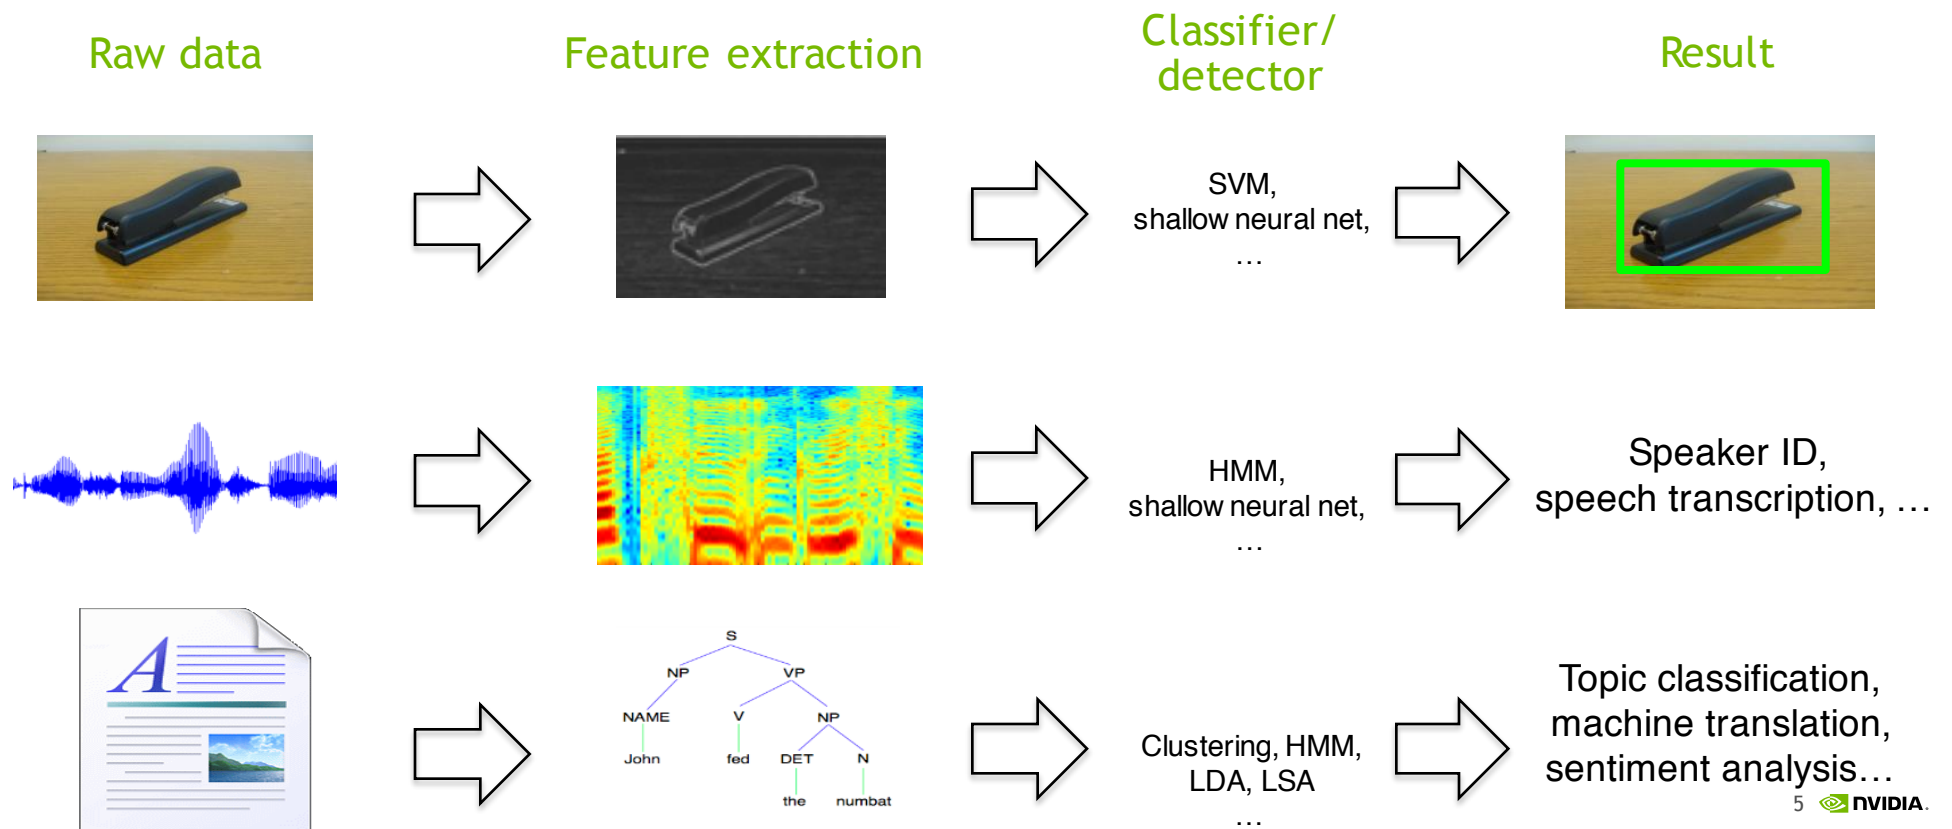 Raw data
Feature extraction
Classifier/
detector
Result
SVM,
shallow neural net,
…
HMM,
shallow neural net,
…
Speaker ID,
speech transcription, …
A
S
NP VP
NAME V NP
John fed DET N
the numbat
Clustering, HMM,
LDA, LSA
…
Topic classification,
machine translation,
sentiment analysis…
5 NVIDIA.